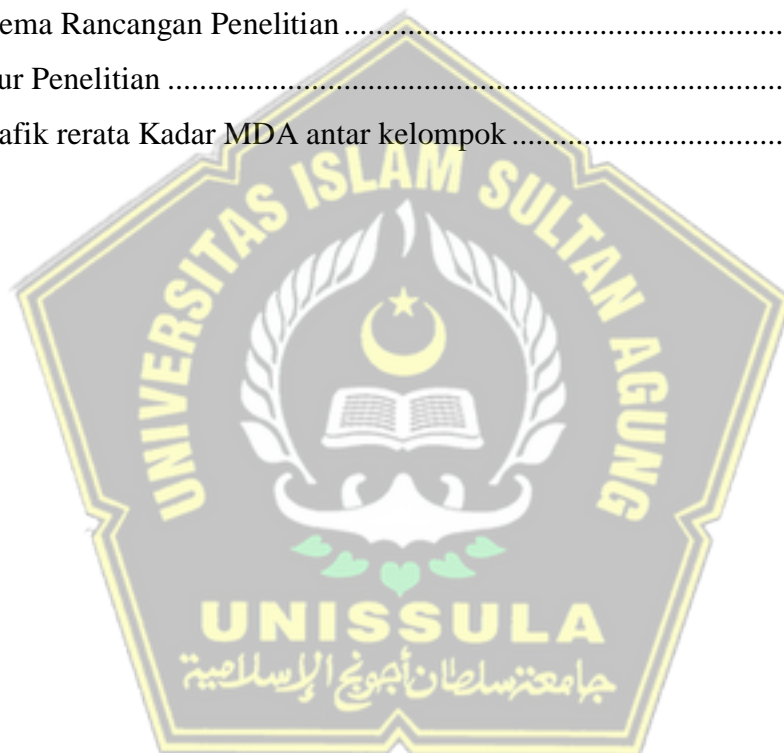 ema Rancangan Penelitian ............................................................
ur Penelitian ............................................................
afik rerata Kadar MDA antar kelompok ............................................................
UNIVERSITAS ISLAM SULTAN AGUNG
UNISSULA
جامعة سلطان أجونج الإسلامية